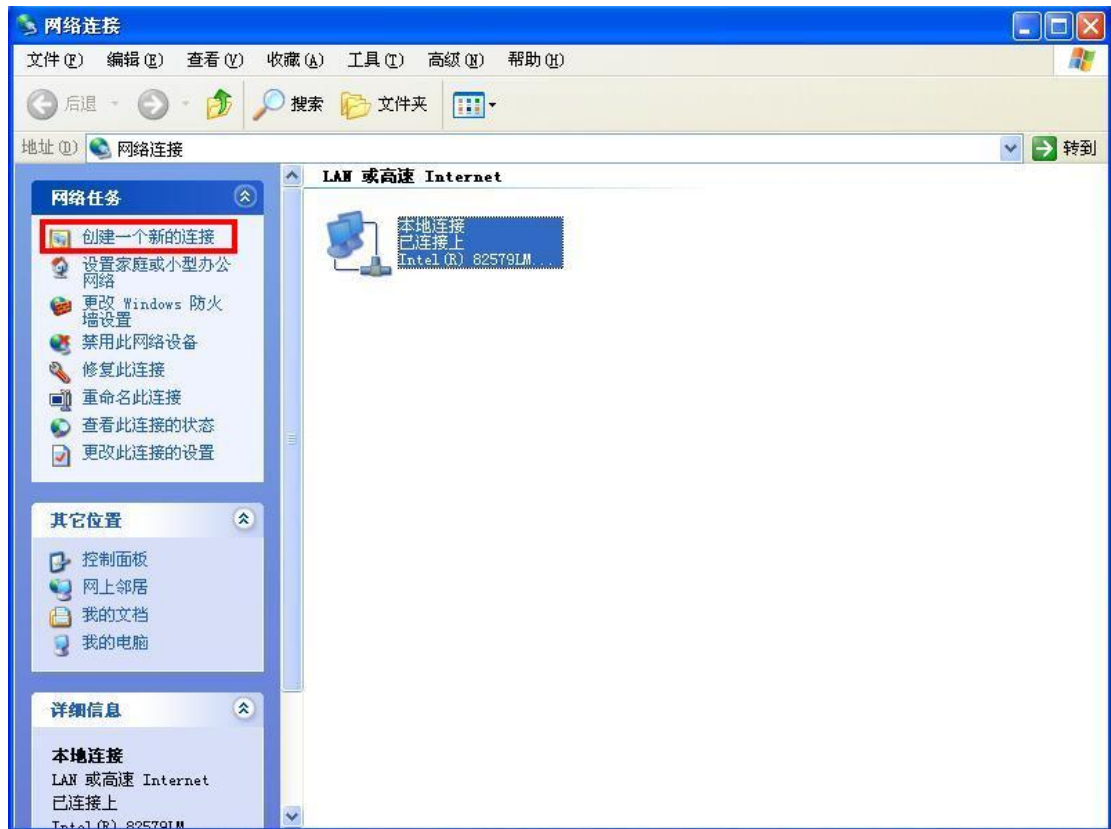 网络连接
文件(F) 编辑(E) 查看(V) 收藏(A) 工具(T) 高级(N) 帮助(H)
后退 搜索 文件夹
地址(D) 网络连接 转到
网络任务
创建一个新的连接
设置家庭或小型办公
网络
更改 Windows 防火
墙设置
禁用此网络设备
修复此连接
重命名此连接
查看此连接的状态
更改此连接的设置
其它位置
控制面板
网上邻居
我的文档
我的电脑
详细信息
本地连接
LAN 或高速 Internet
已连接上
Intel(R) 82579LM
LAN 或高速 Internet
本地连接
已连接上
Intel(R) 82579LM...